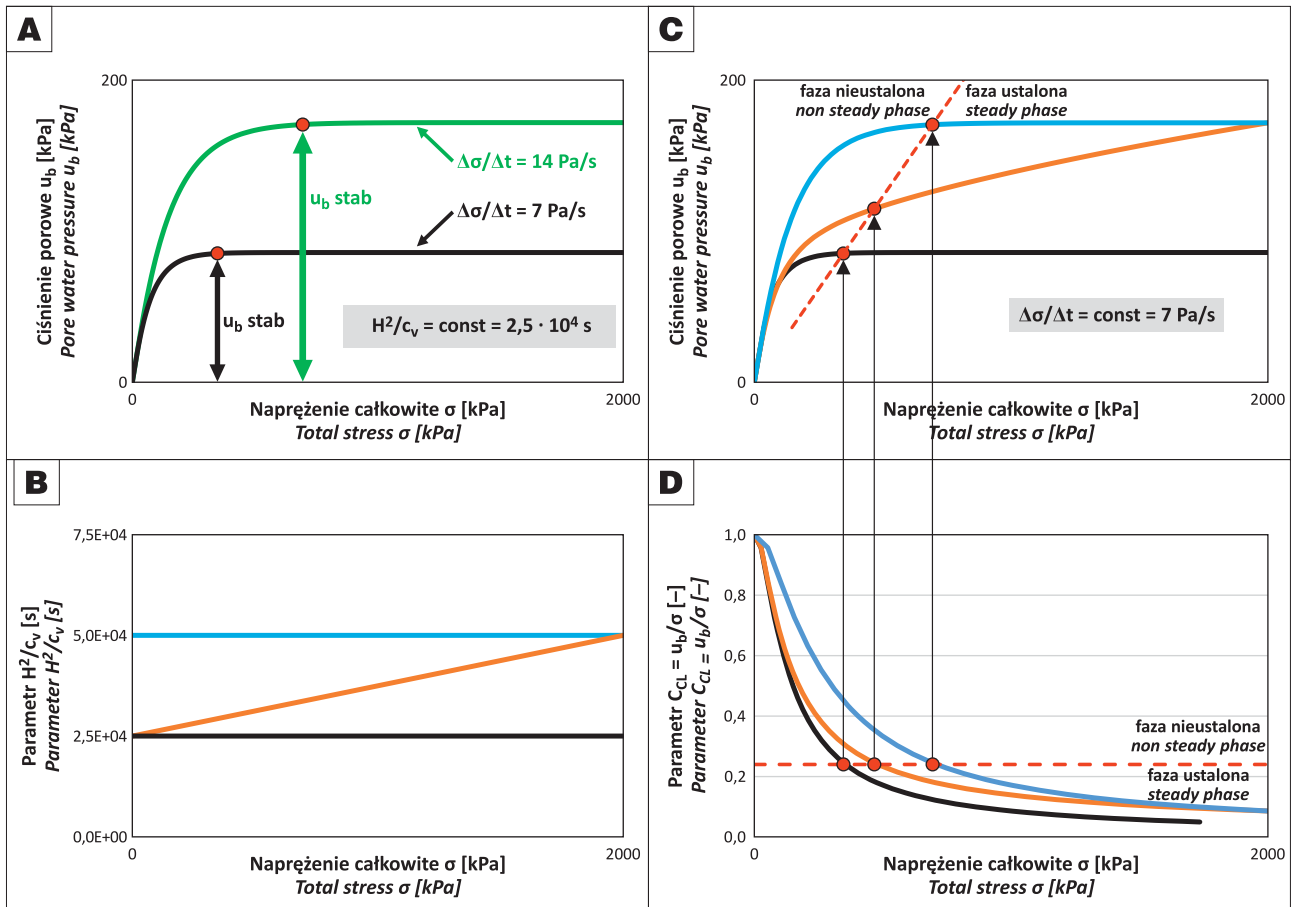 A
200
0
Ciśnienie porowe u_b [kPa]
Pore water pressure u_b [kPa]
Δσ/Δt = 14 Pa/s
u_b stab
Δσ/Δt = 7 Pa/s
u_b stab
H²/c_v = const = 2,5 · 10⁴ s
0
2000
Naprężenie całkowite σ [kPa]
Total stress σ [kPa]
C
200
0
Ciśnienie porowe u_b [kPa]
Pore water pressure u_b [kPa]
faza nieustalona
non steady phase
faza ustalona
steady phase
Δσ/Δt = const = 7 Pa/s
0
2000
Naprężenie całkowite σ [kPa]
Total stress σ [kPa]
B
7,5E+04
5,0E+04
2,5E+04
0,0E+00
Parametr H²/c_v [s]
Parameter H²/c_v [s]
0
2000
Naprężenie całkowite σ [kPa]
Total stress σ [kPa]
D
1,0
0,8
0,6
0,4
0,2
0,0
Parametr C_CL = u_b/σ [–]
Parameter C_CL = u_b/σ [–]
faza nieustalona
non steady phase
faza ustalona
steady phase
0
2000
Naprężenie całkowite σ [kPa]
Total stress σ [kPa]